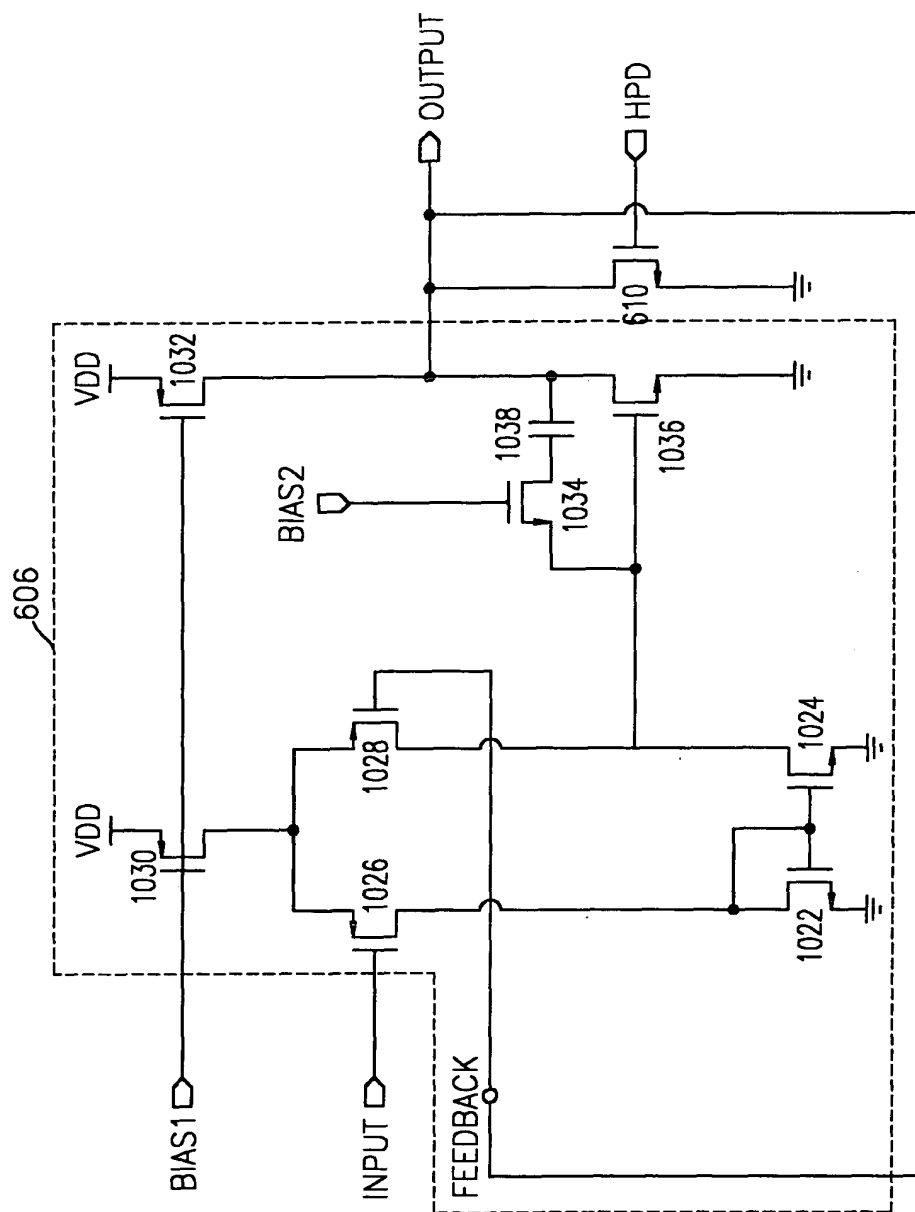 606
VDD
VDD
1030
1032
BIAS1
BIAS2
OUTPUT
1026
1028
1034
1038
INPUT
1036
610
HPD
FEEDBACK
1022
1024